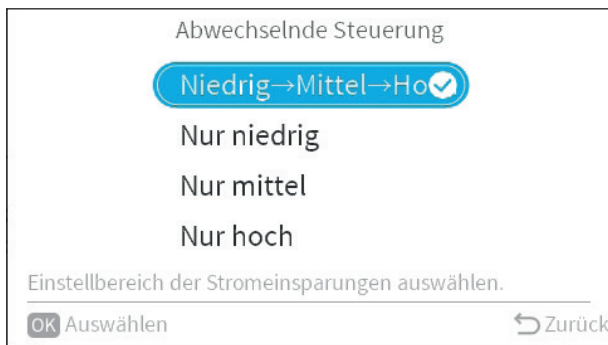 Abwechselnde Steuerung
Niedrig→Mittel→Ho
Nur niedrig
Nur mittel
Nur hoch
Einstellbereich der Stromeinsparungen auswählen.
OK Auswählen
Zurück